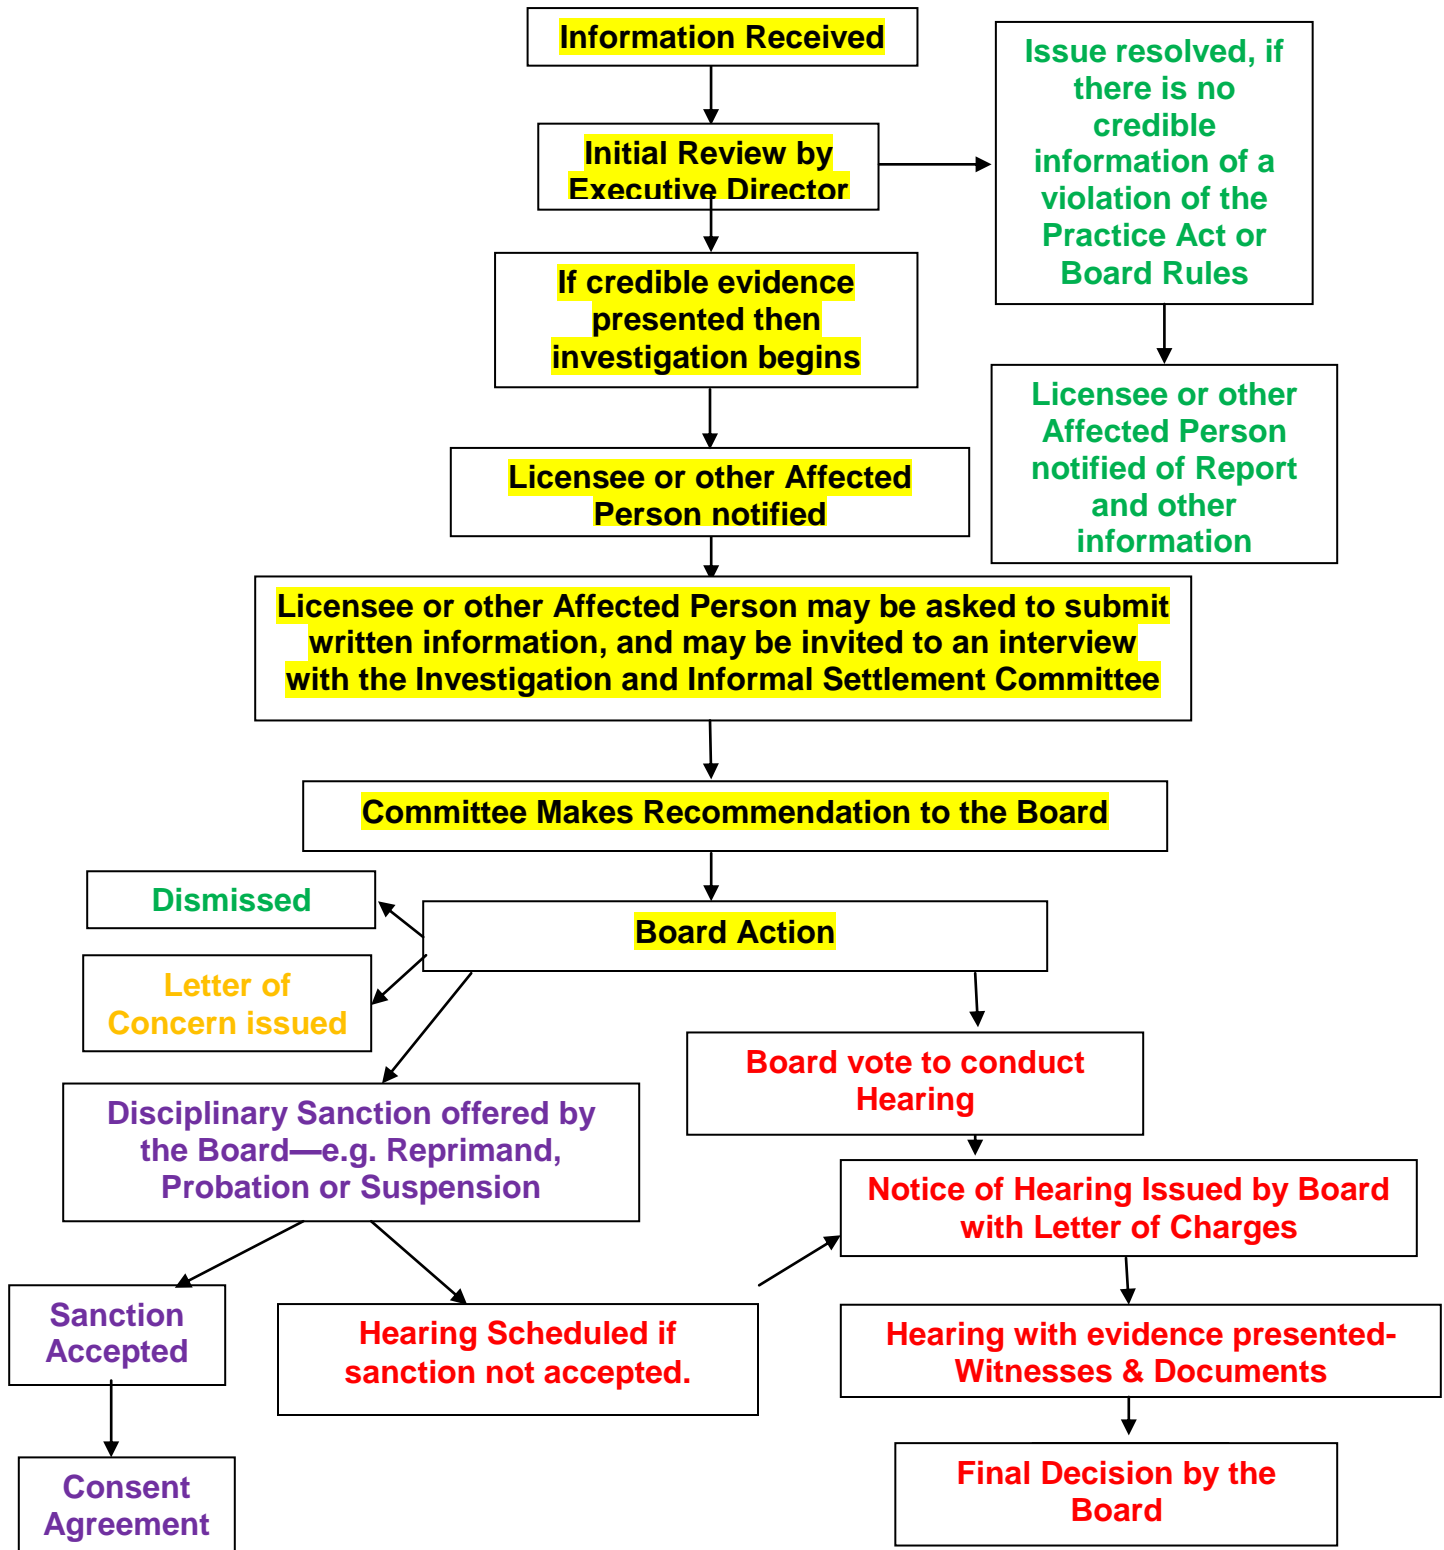 Information Received
Issue resolved, if
there is no
credible
information of a
violation of the
Practice Act or
Board Rules
Initial Review by
Executive Director
If credible evidence
presented then
investigation begins
Licensee or other
Affected Person
notified of Report
and other
information
Licensee or other Affected
Person notified
Licensee or other Affected Person may be asked to submit
written information, and may be invited to an interview
with the Investigation and Informal Settlement Committee
Committee Makes Recommendation to the Board
Dismissed
Board Action
Letter of
Concern issued
Board vote to conduct
Hearing
Disciplinary Sanction offered by
the Board—e.g. Reprimand,
Probation or Suspension
Notice of Hearing Issued by Board
with Letter of Charges
Sanction
Accepted
Hearing Scheduled if
sanction not accepted.
Hearing with evidence presented-
Witnesses & Documents
Consent
Agreement
Final Decision by the
Board